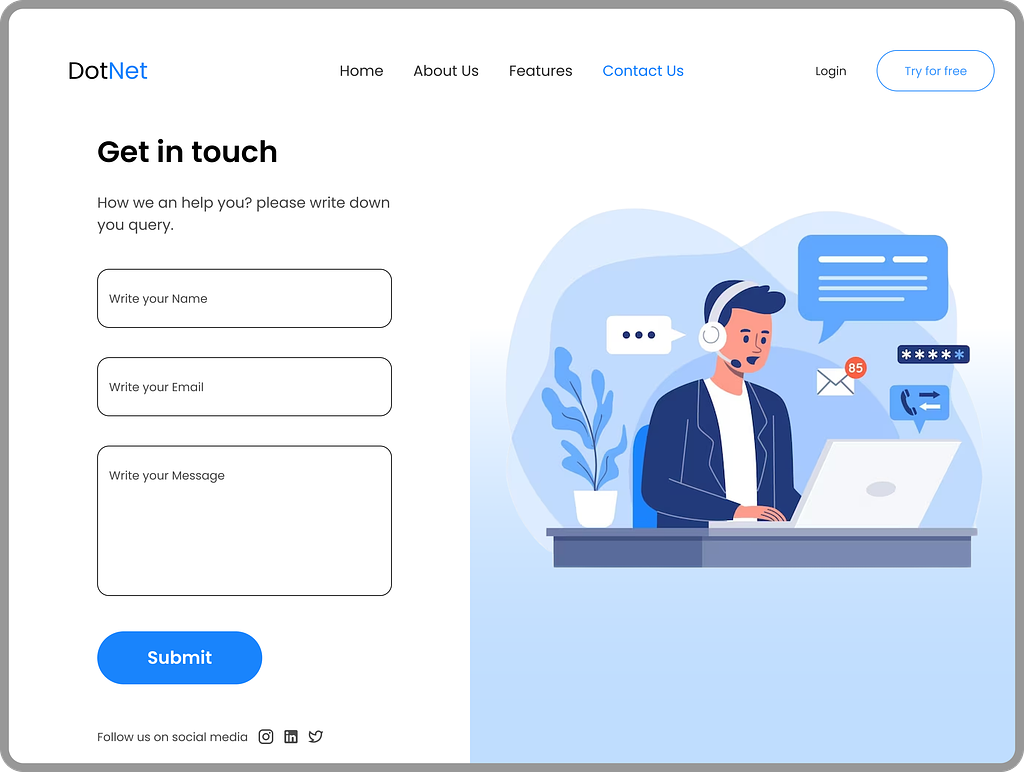 DotNet
Home
About Us
Features
Contact Us
Login
Try for free
Get in touch
How we an help you? please write down
you query.
Write your Name
Write your Email
Write your Message
Submit
Follow us on social media
85
*****